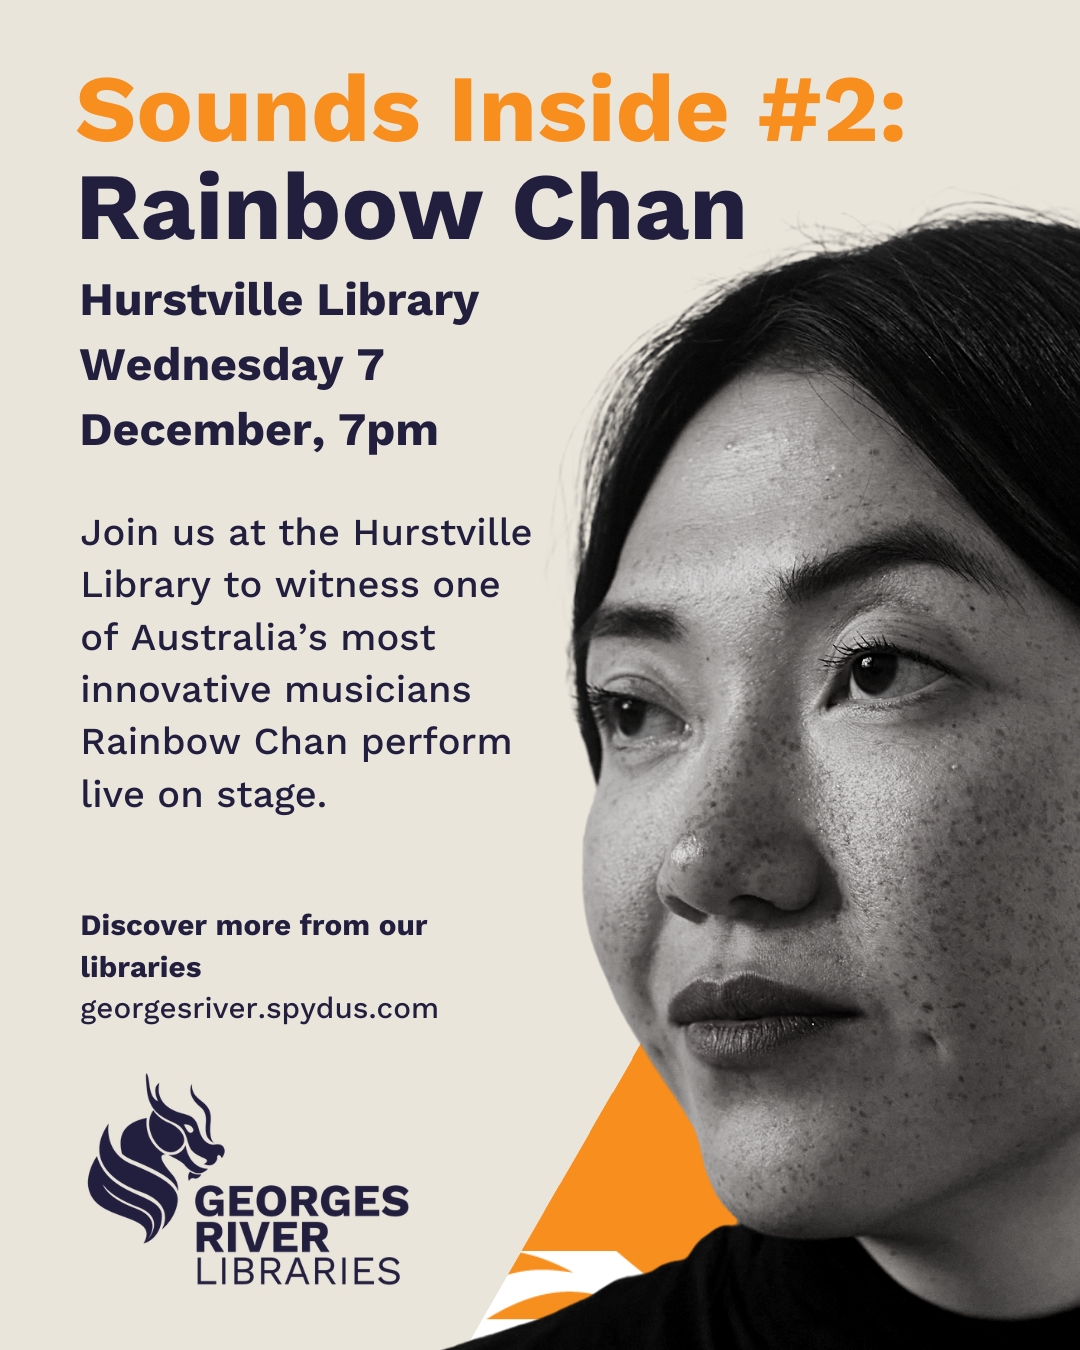 Sounds Inside #2:
Rainbow Chan
Hurstville Library
Wednesday 7
December, 7pm
Join us at the Hurstville
Library to witness one
of Australia’s most
innovative musicians
Rainbow Chan perform
live on stage.
Discover more from our
libraries
georgesriver.spydus.com
GEORGES
RIVER
LIBRARIES